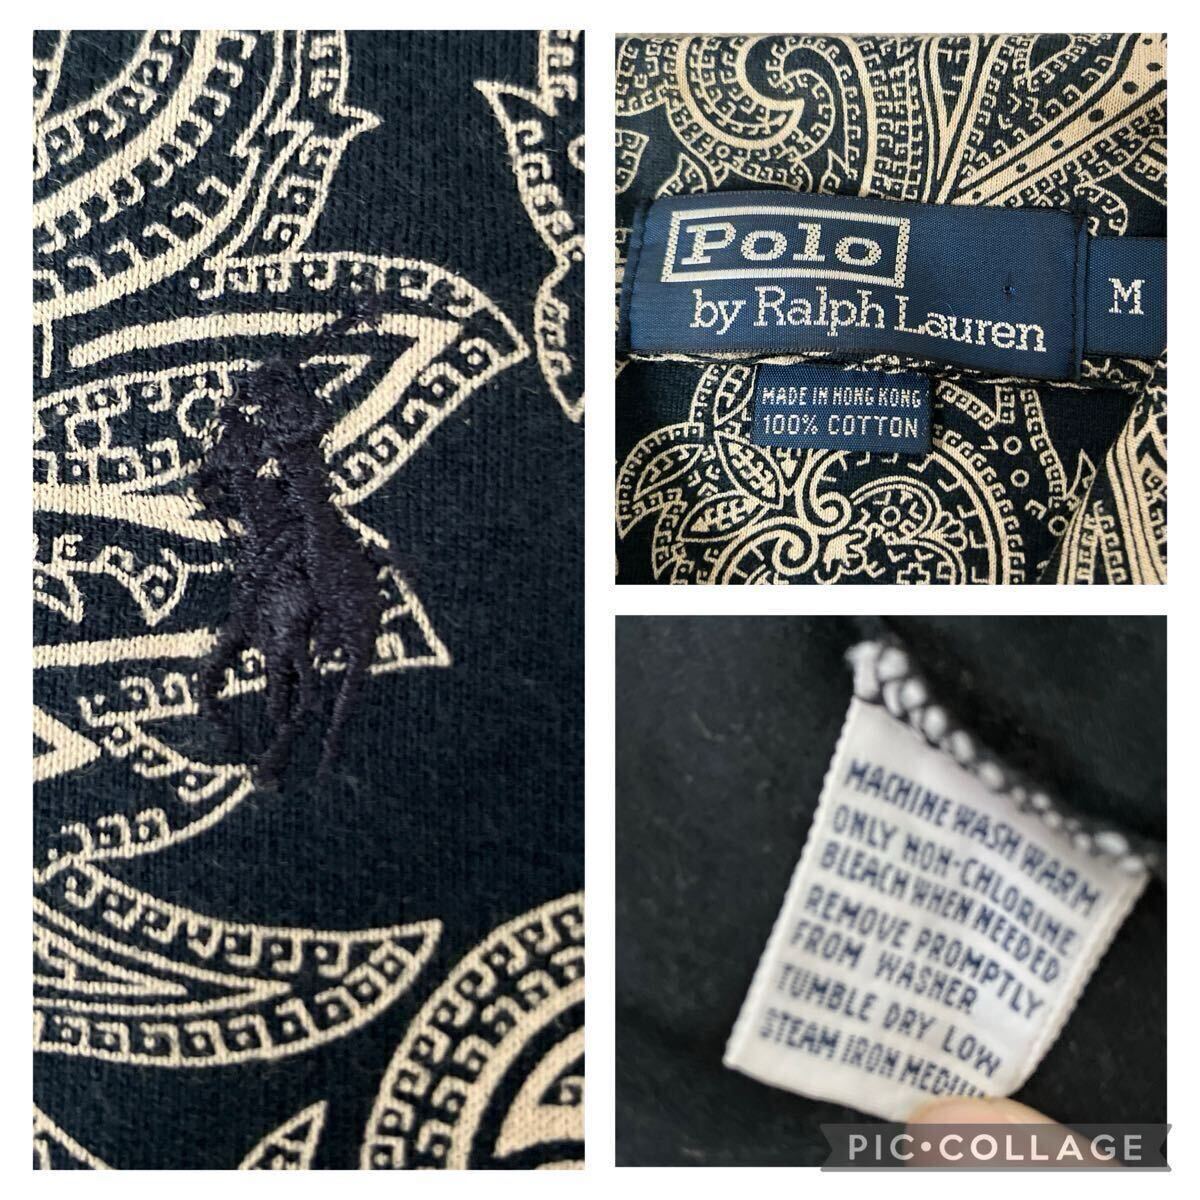 Polo
by Ralph Lauren
M
MADE IN HONG KONG
100% COTTON
MACHINE WASH WARM
ONLY NON-CHLORINE
BLEACH WHEN NEEDED
REMOVE PROMPTLY
FROM WASHER
TUMBLE DRY LOW
STEAM IRON
PIC•COLLAGE